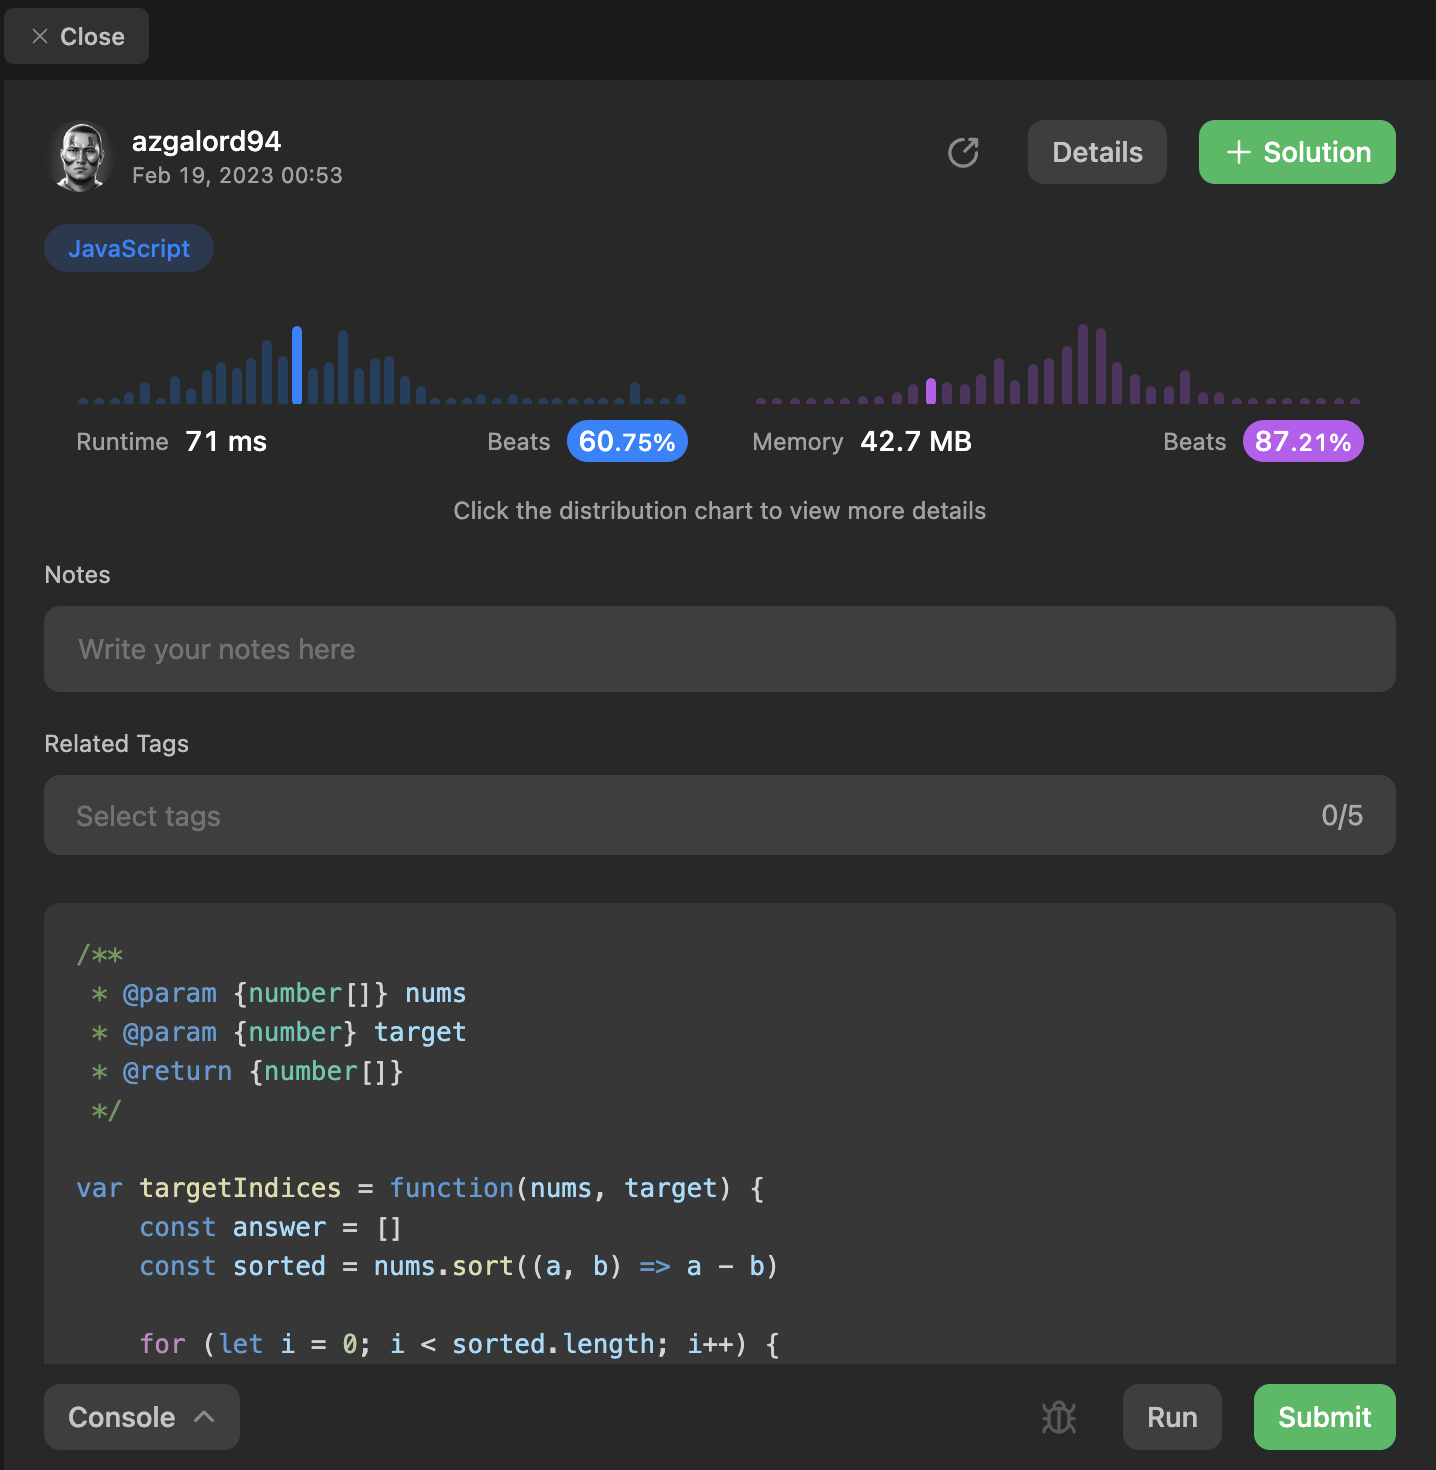 Close
azgalord94
Feb 19, 2023 00:53
Details
+ Solution
JavaScript
Runtime 71 ms Beats 60.75% Memory 42.7 MB Beats 87.21%
Click the distribution chart to view more details
Notes
Write your notes here
Related Tags
Select tags 0/5
/**
 * @param {number[]} nums
 * @param {number} target
 * @return {number[]}
 */
var targetIndices = function(nums, target) {
    const answer = []
    const sorted = nums.sort((a, b) => a - b)
    for (let i = 0; i < sorted.length; i++) {
Console
Run
Submit